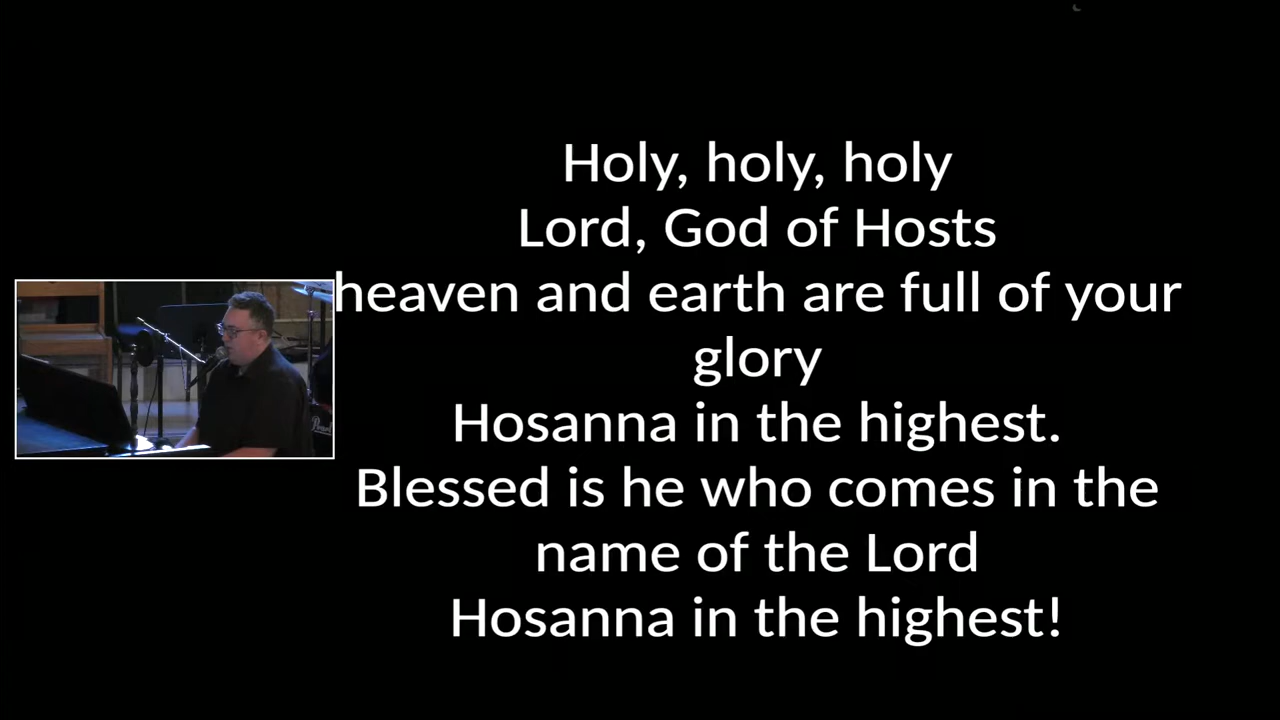 Holy, holy, holy
Lord, God of Hosts
heaven and earth are full of your
glory
Hosanna in the highest.
Blessed is he who comes in the
name of the Lord
Hosanna in the highest!